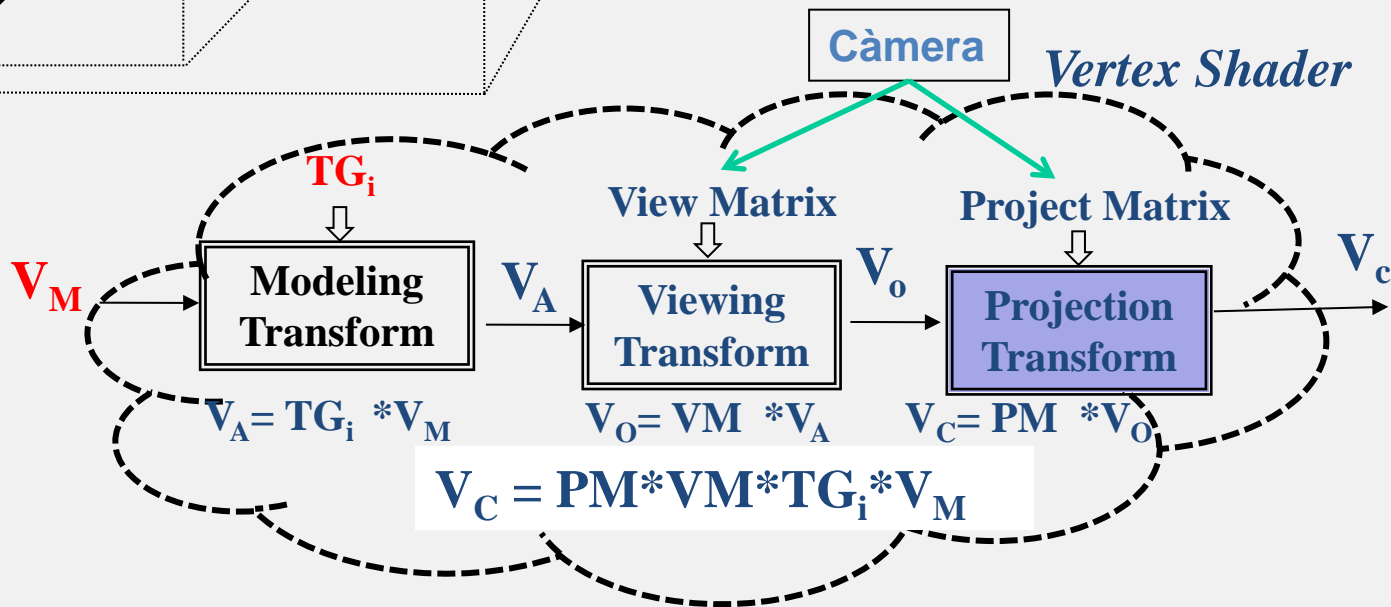 Càmera
Vertex Shader
TGi
View Matrix
Project Matrix
VM
Modeling
Transform
VA
Viewing
Transform
Vo
Projection
Transform
Vc
VA= TGi *VM
VO= VM *VA
VC= PM *VO
VC = PM*VM*TGi*VM